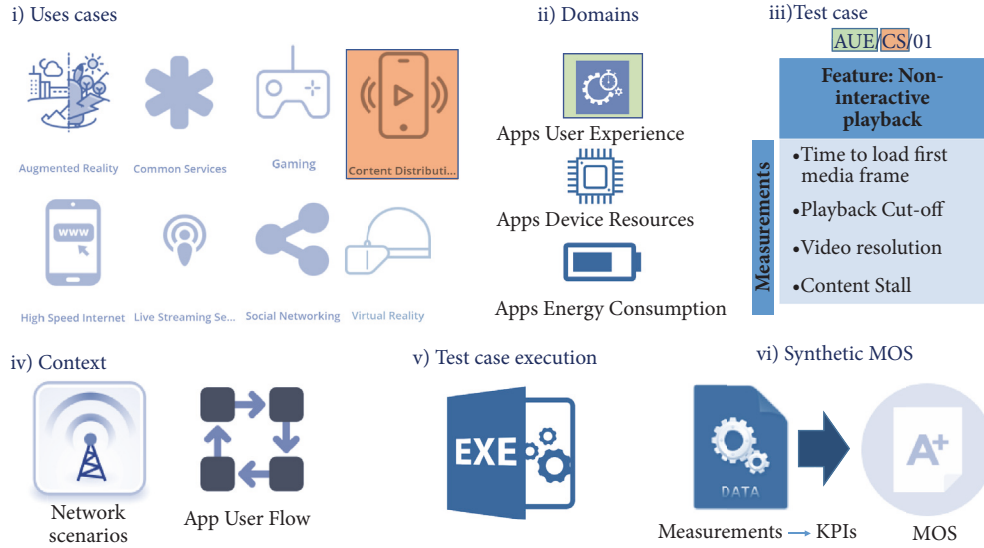 i) Uses cases
Augmented Reality
Common Services
Gaming
Content Distributi...
High Speed Internet
Live Streaming Se...
Social Networking
Virtual Reality
WWW
ii) Domains
Apps User Experience
Apps Device Resources
Apps Energy Consumption
iii)Test case
AUE/CS/01
Feature: Non-
interactive
playback
Measurements
•Time to load first
media frame
•Playback Cut-off
•Video resolution
•Content Stall
iv) Context
Network
scenarios
App User Flow
v) Test case execution
EXE
vi) Synthetic MOS
DATA
A+
Measurements → KPIs
MOS